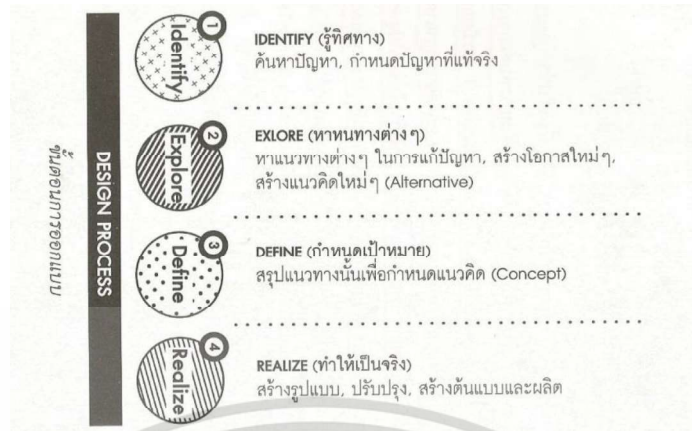 ขั้นตอนการออกแบบ
DESIGN PROCESS
1
Identify
IDENTIFY (รู้ทิศทาง)
ค้นหาปัญหา, กำหนดปัญหาที่แท้จริง
2
Explore
EXLORE (หาหนทางต่าง ๆ)
หาแนวทางต่าง ๆ ในการแก้ปัญหา, สร้างโอกาสใหม่ ๆ,
สร้างแนวคิดใหม่ ๆ (Alternative)
3
Define
DEFINE (กำหนดเป้าหมาย)
สรุปแนวทางนั้นเพื่อกำหนดแนวคิด (Concept)
4
Realize
REALIZE (ทำให้เป็นจริง)
สร้างรูปแบบ, ปรับปรุง, สร้างต้นแบบและผลิต